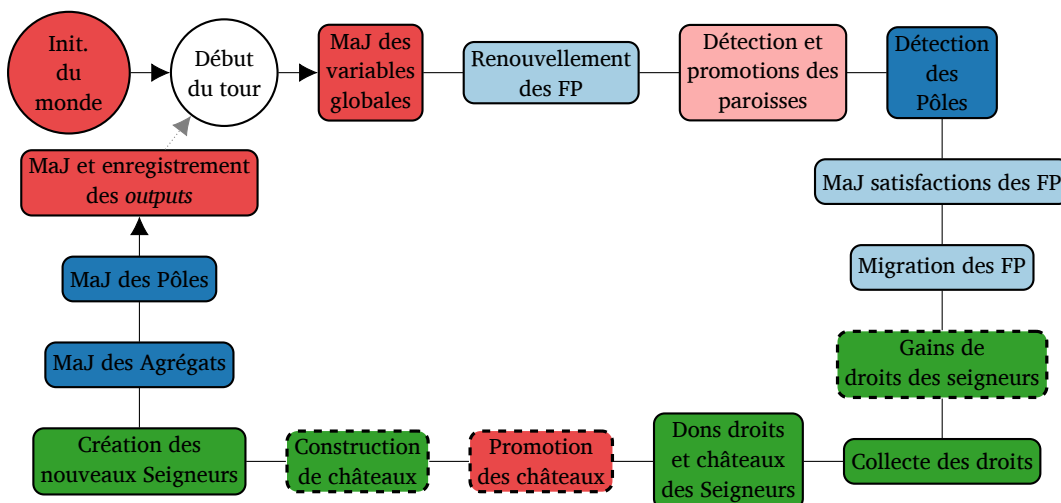 Init.
du
monde
Début
du tour
MaJ des
variables
globales
Renouvellement
des FP
Détection et
promotions des
paroisses
Détection
des
Pôles
MaJ satisfactions des FP
Migration des FP
Gains de
droits des seigneurs
Collecte des droits
Dons droits
et châteaux
des Seigneurs
Promotion
des châteaux
Construction
de châteaux
Création des
nouveaux Seigneurs
MaJ des Agrégats
MaJ des Pôles
MaJ et enregistrement
des outputs